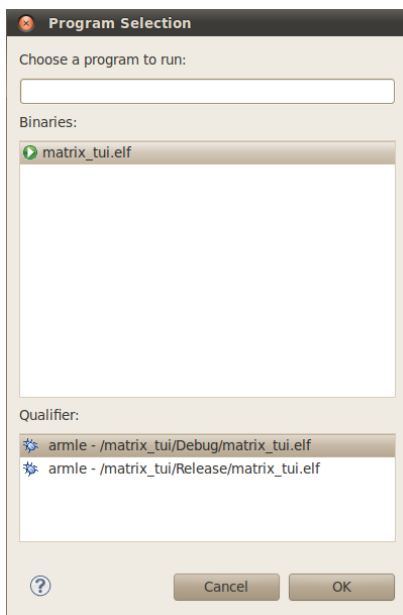 Program Selection
Choose a program to run:
Binaries:
matrix_tui.elf
Qualifier:
armle - /matrix_tui/Debug/matrix_tui.elf
armle - /matrix_tui/Release/matrix_tui.elf
? Cancel OK